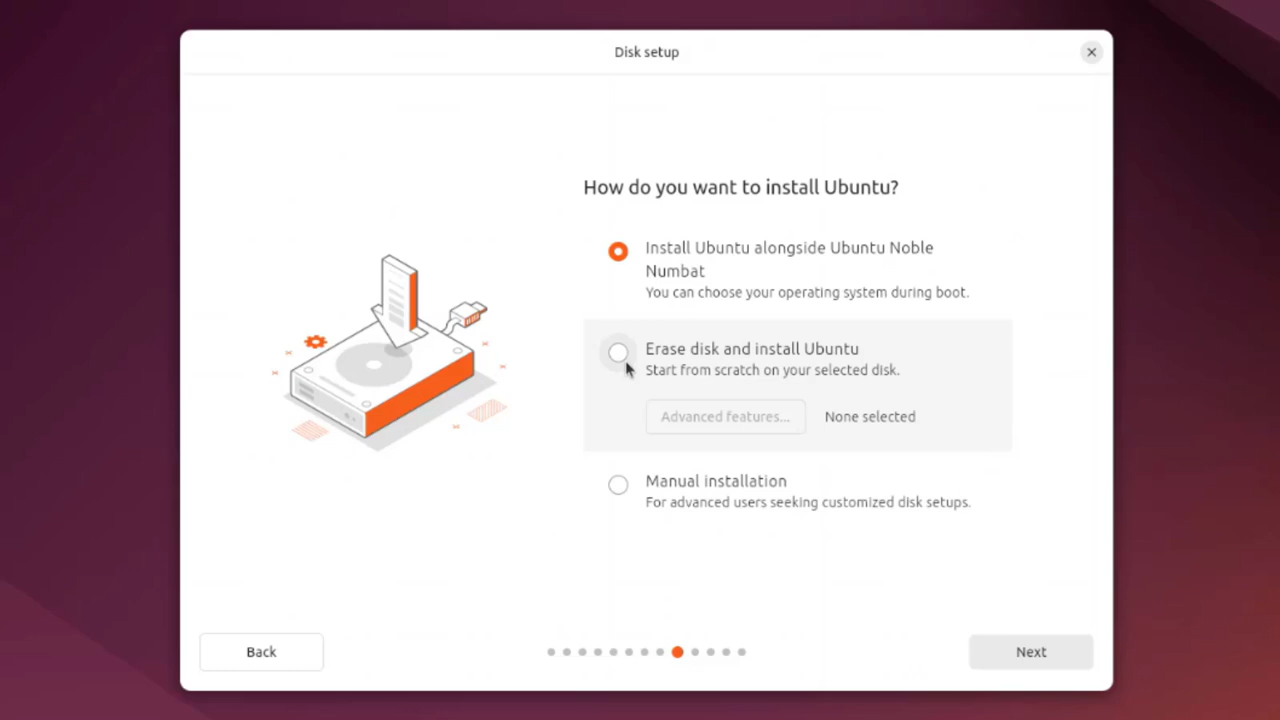 Disk setup
How do you want to install Ubuntu?
Install Ubuntu alongside Ubuntu Noble
Numbat
You can choose your operating system during boot.
Erase disk and install Ubuntu
Start from scratch on your selected disk.
Advanced features... None selected
Manual installation
For advanced users seeking customized disk setups.
Back Next